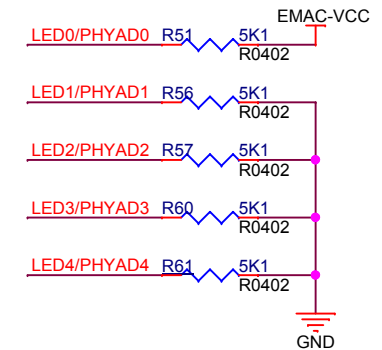 EMAC-VCC
LED0/PHYAD0 R51 5K1
R0402
LED1/PHYAD1 R56 5K1
R0402
LED2/PHYAD2 R57 5K1
R0402
LED3/PHYAD3 R60 5K1
R0402
LED4/PHYAD4 R61 5K1
R0402
GND